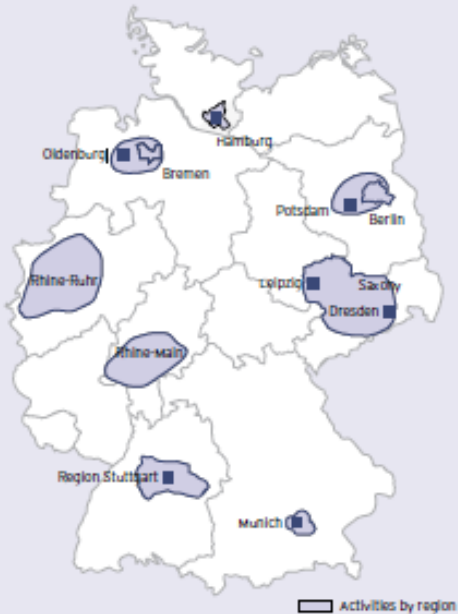 Hamburg
Oldenburg
Bremen
Potsdam
Berlin
Rhine-Ruhr
Leipzig
Saxony
Dresden
Rhine-Main
Region Stuttgart
Munich
Activities by region